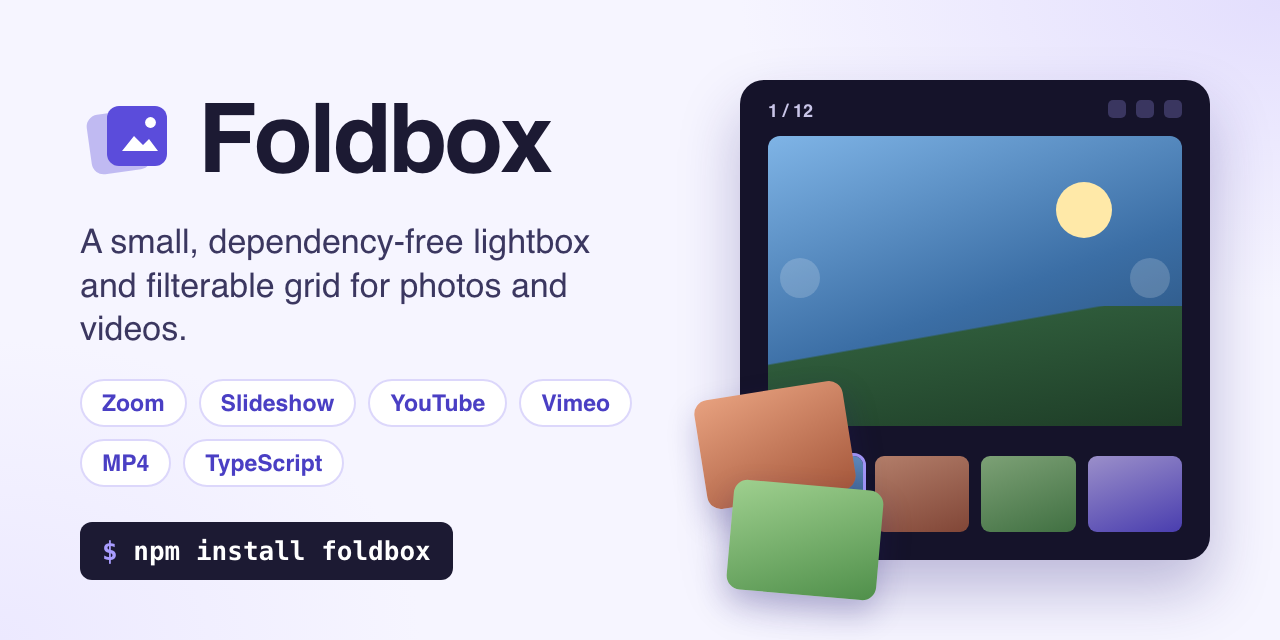 Foldbox
A small, dependency-free lightbox
and filterable grid for photos and
videos.
Zoom Slideshow YouTube Vimeo
MP4 TypeScript
$ npm install foldbox
1 / 12